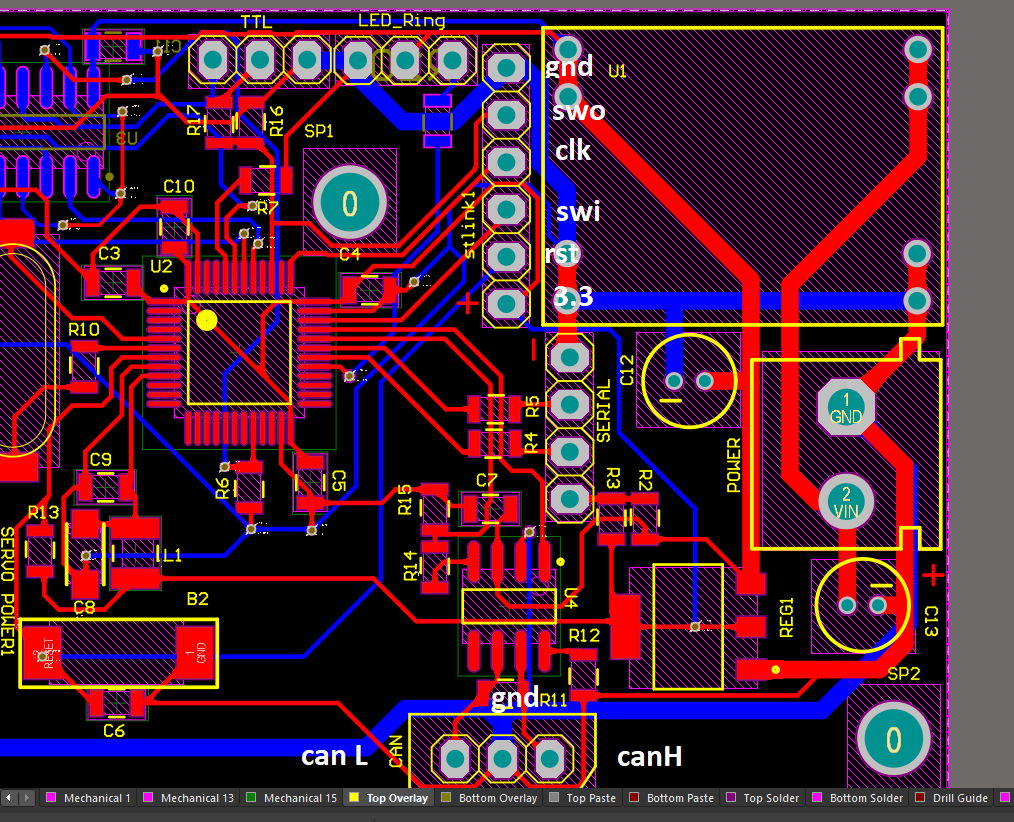 TTL
LED_Ring
U1
gnd
swo
clk
swi
rst
3.3
R17
R16
SP1
0
U3
C10
R7
stlink1
C3
U2
C4
+
R10
C12
SERIAL
R5
R4
POWER
1
GND
2
VIN
C9
R6
C5
R15
C7
R3
R2
R13
L1
R14
U4
SERVO POWER1
C8
B2
REG1
+
C13
RESET
1
GND
R12
SP2
gnd
R11
C6
0
can L
CAN
canH
Mechanical 1
Mechanical 13
Mechanical 15
Top Overlay
Bottom Overlay
Top Paste
Bottom Paste
Top Solder
Bottom Solder
Drill Guide